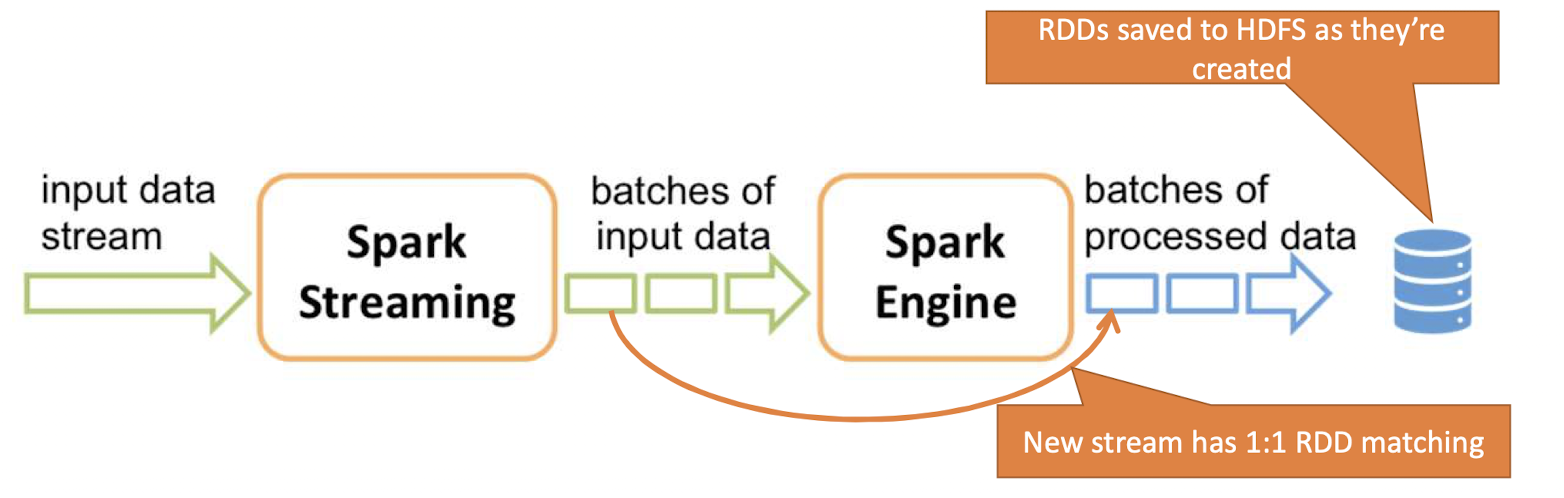 RDDs saved to HDFS as they’re
created
input data
stream
Spark
Streaming
batches of
input data
Spark
Engine
batches of
processed data
New stream has 1:1 RDD matching